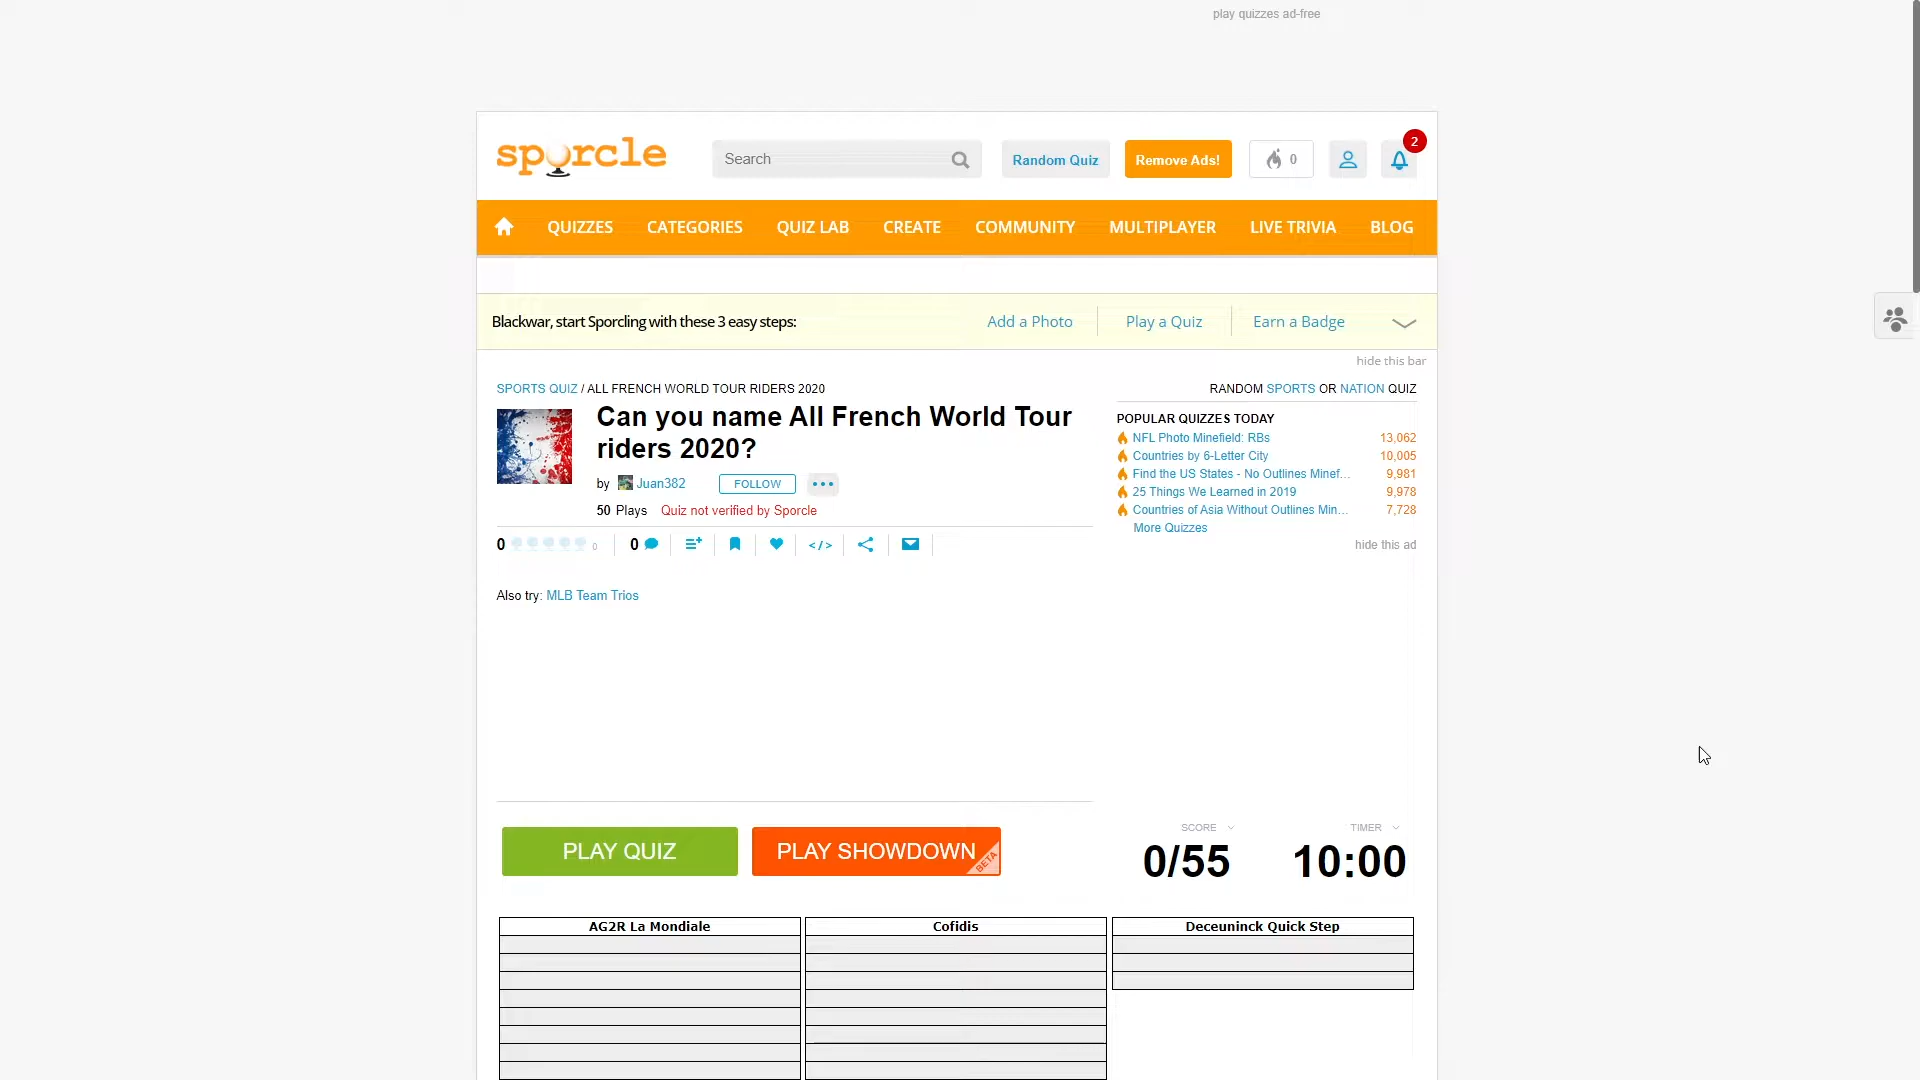 play quizzes ad-free
sporcle
Search
Random Quiz
Remove Ads!
0
2
QUIZZES
CATEGORIES
QUIZ LAB
CREATE
COMMUNITY
MULTIPLAYER
LIVE TRIVIA
BLOG
Blackwar, start Sporcling with these 3 easy steps:
Add a Photo
Play a Quiz
Earn a Badge
hide this bar
SPORTS QUIZ / ALL FRENCH WORLD TOUR RIDERS 2020
Can you name All French World Tour
riders 2020?
by Juan382
FOLLOW
50 Plays Quiz not verified by Sporcle
0
0
0
</>
Also try: MLB Team Trios
RANDOM SPORTS OR NATION QUIZ
POPULAR QUIZZES TODAY
NFL Photo Minefield: RBs 13,062
Countries by 6-Letter City 10,005
Find the US States - No Outlines Minef... 9,981
25 Things We Learned in 2019 9,978
Countries of Asia Without Outlines Min... 7,728
More Quizzes
hide this ad
PLAY QUIZ
PLAY SHOWDOWN
BETA
SCORE
0/55
TIMER
10:00
AG2R La Mondiale
Cofidis
Deceuninck Quick Step